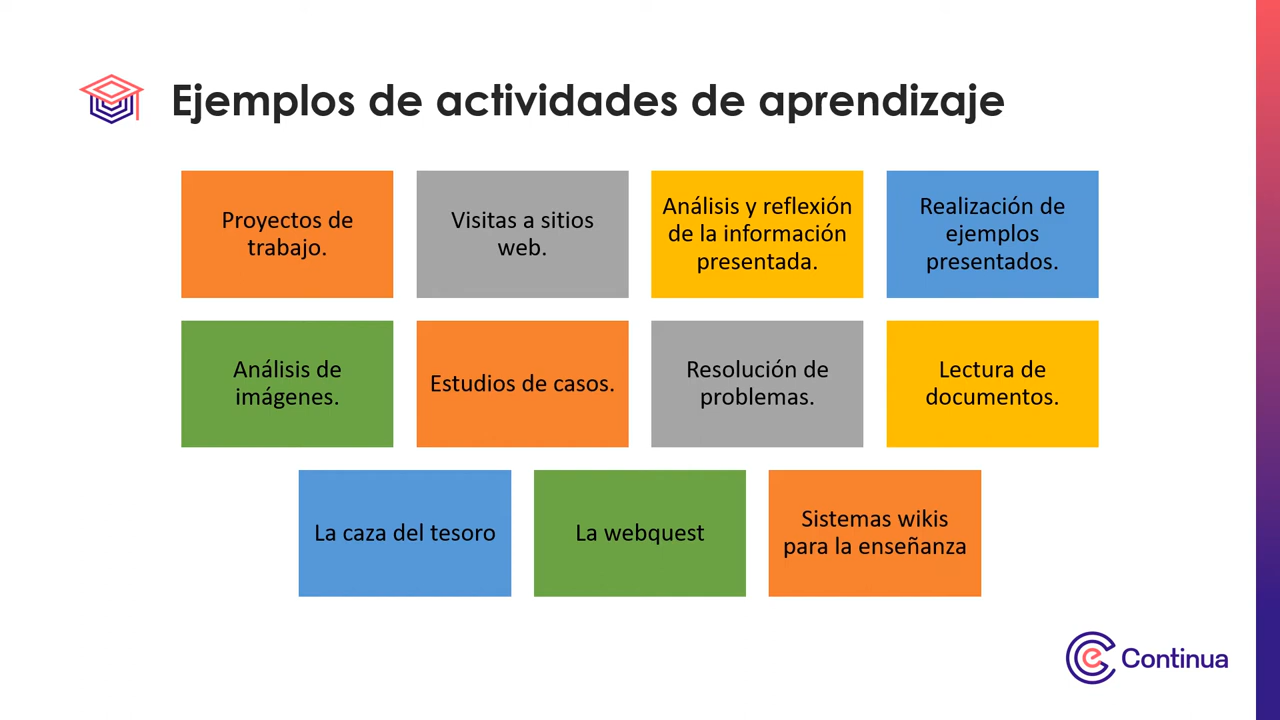 Ejemplos de actividades de aprendizaje
Proyectos de
trabajo.
Visitas a sitios
web.
Análisis y reflexión
de la información
presentada.
Realización de
ejemplos
presentados.
Análisis de
imágenes.
Estudios de casos.
Resolución de
problemas.
Lectura de
documentos.
La caza del tesoro
La webquest
Sistemas wikis
para la enseñanza
e Continua